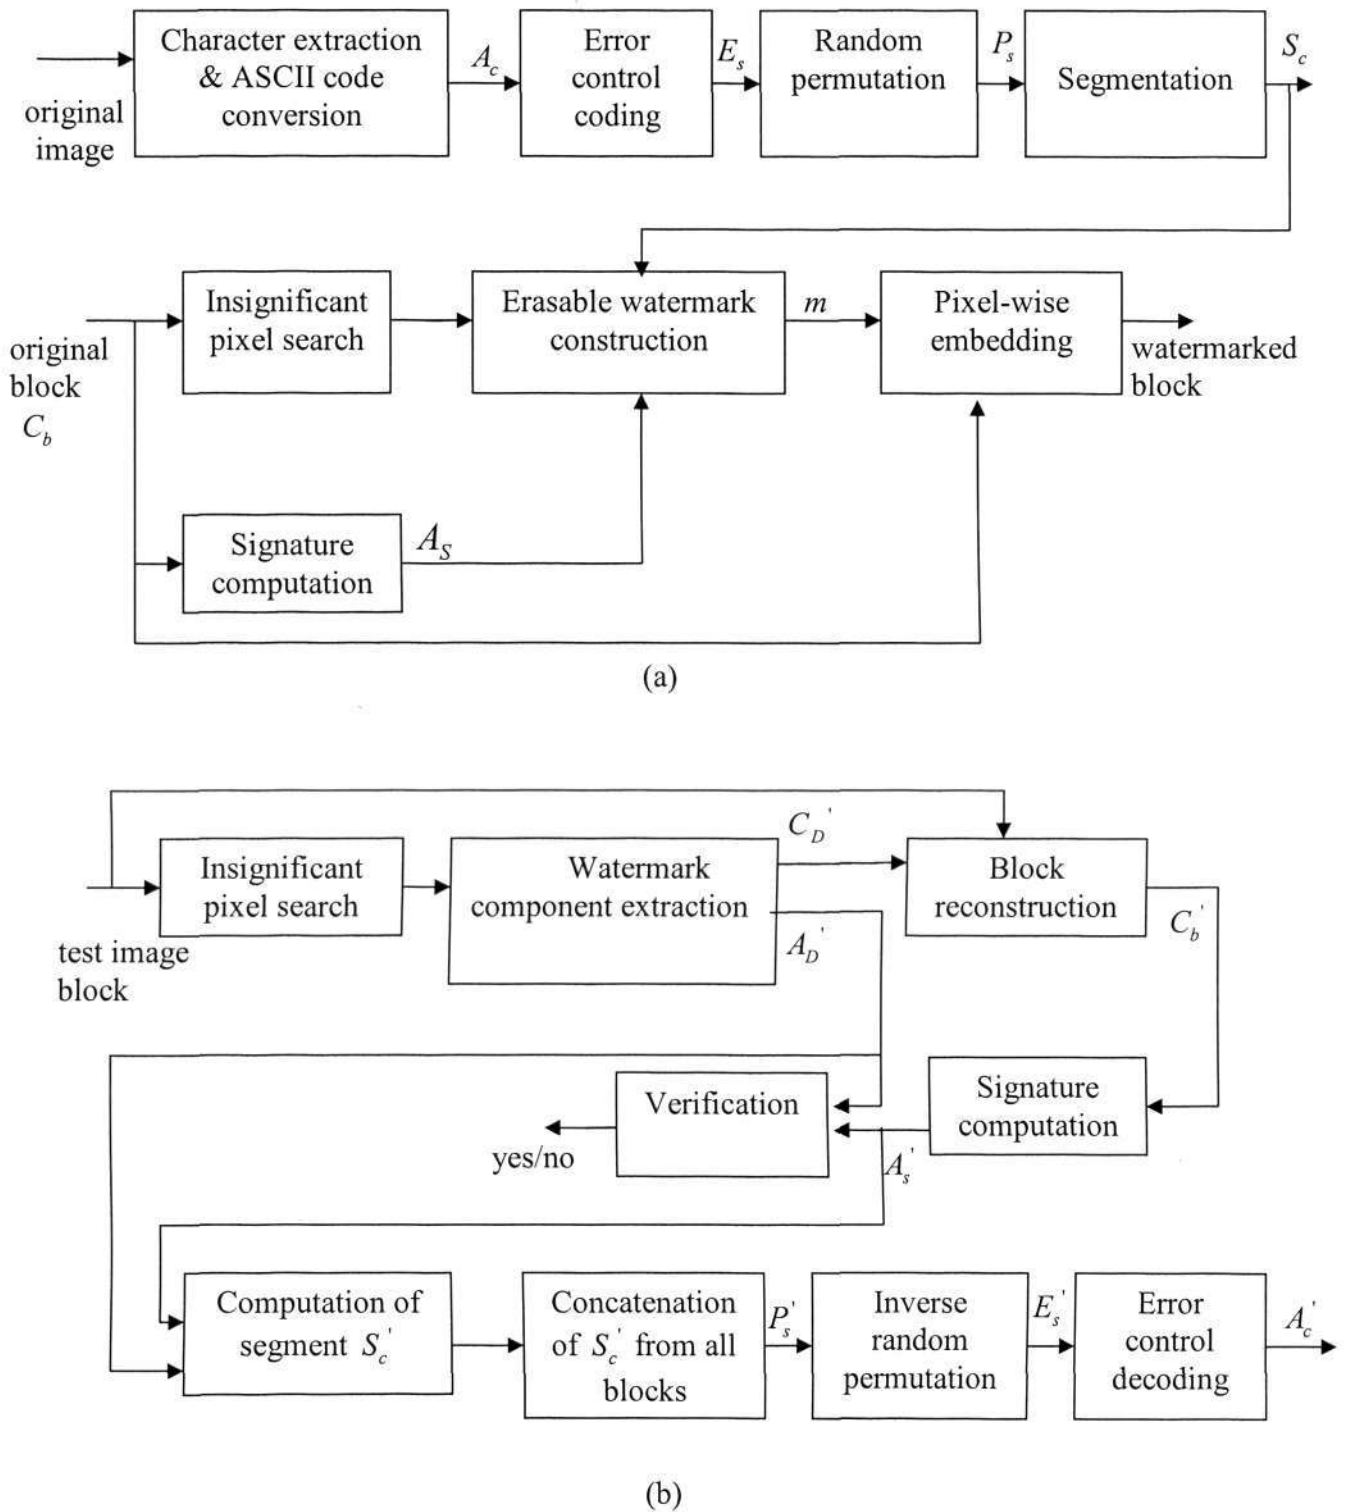 original
image
Character extraction
& ASCII code
conversion
A_c
Error
control
coding
E_s
Random
permutation
P_s
Segmentation
S_c
original
block
C_b
Insignificant
pixel search
Erasable watermark
construction
m
Pixel-wise
embedding
watermarked
block
Signature
computation
A_S
(a)
test image
block
Insignificant
pixel search
Watermark
component extraction
C_D'
A_D'
Block
reconstruction
C_b'
Signature
computation
A_s'
Verification
yes/no
Computation of
segment S_c'
Concatenation
of S_c' from all
blocks
P_s'
Inverse
random
permutation
E_s'
Error
control
decoding
A_c'
(b)